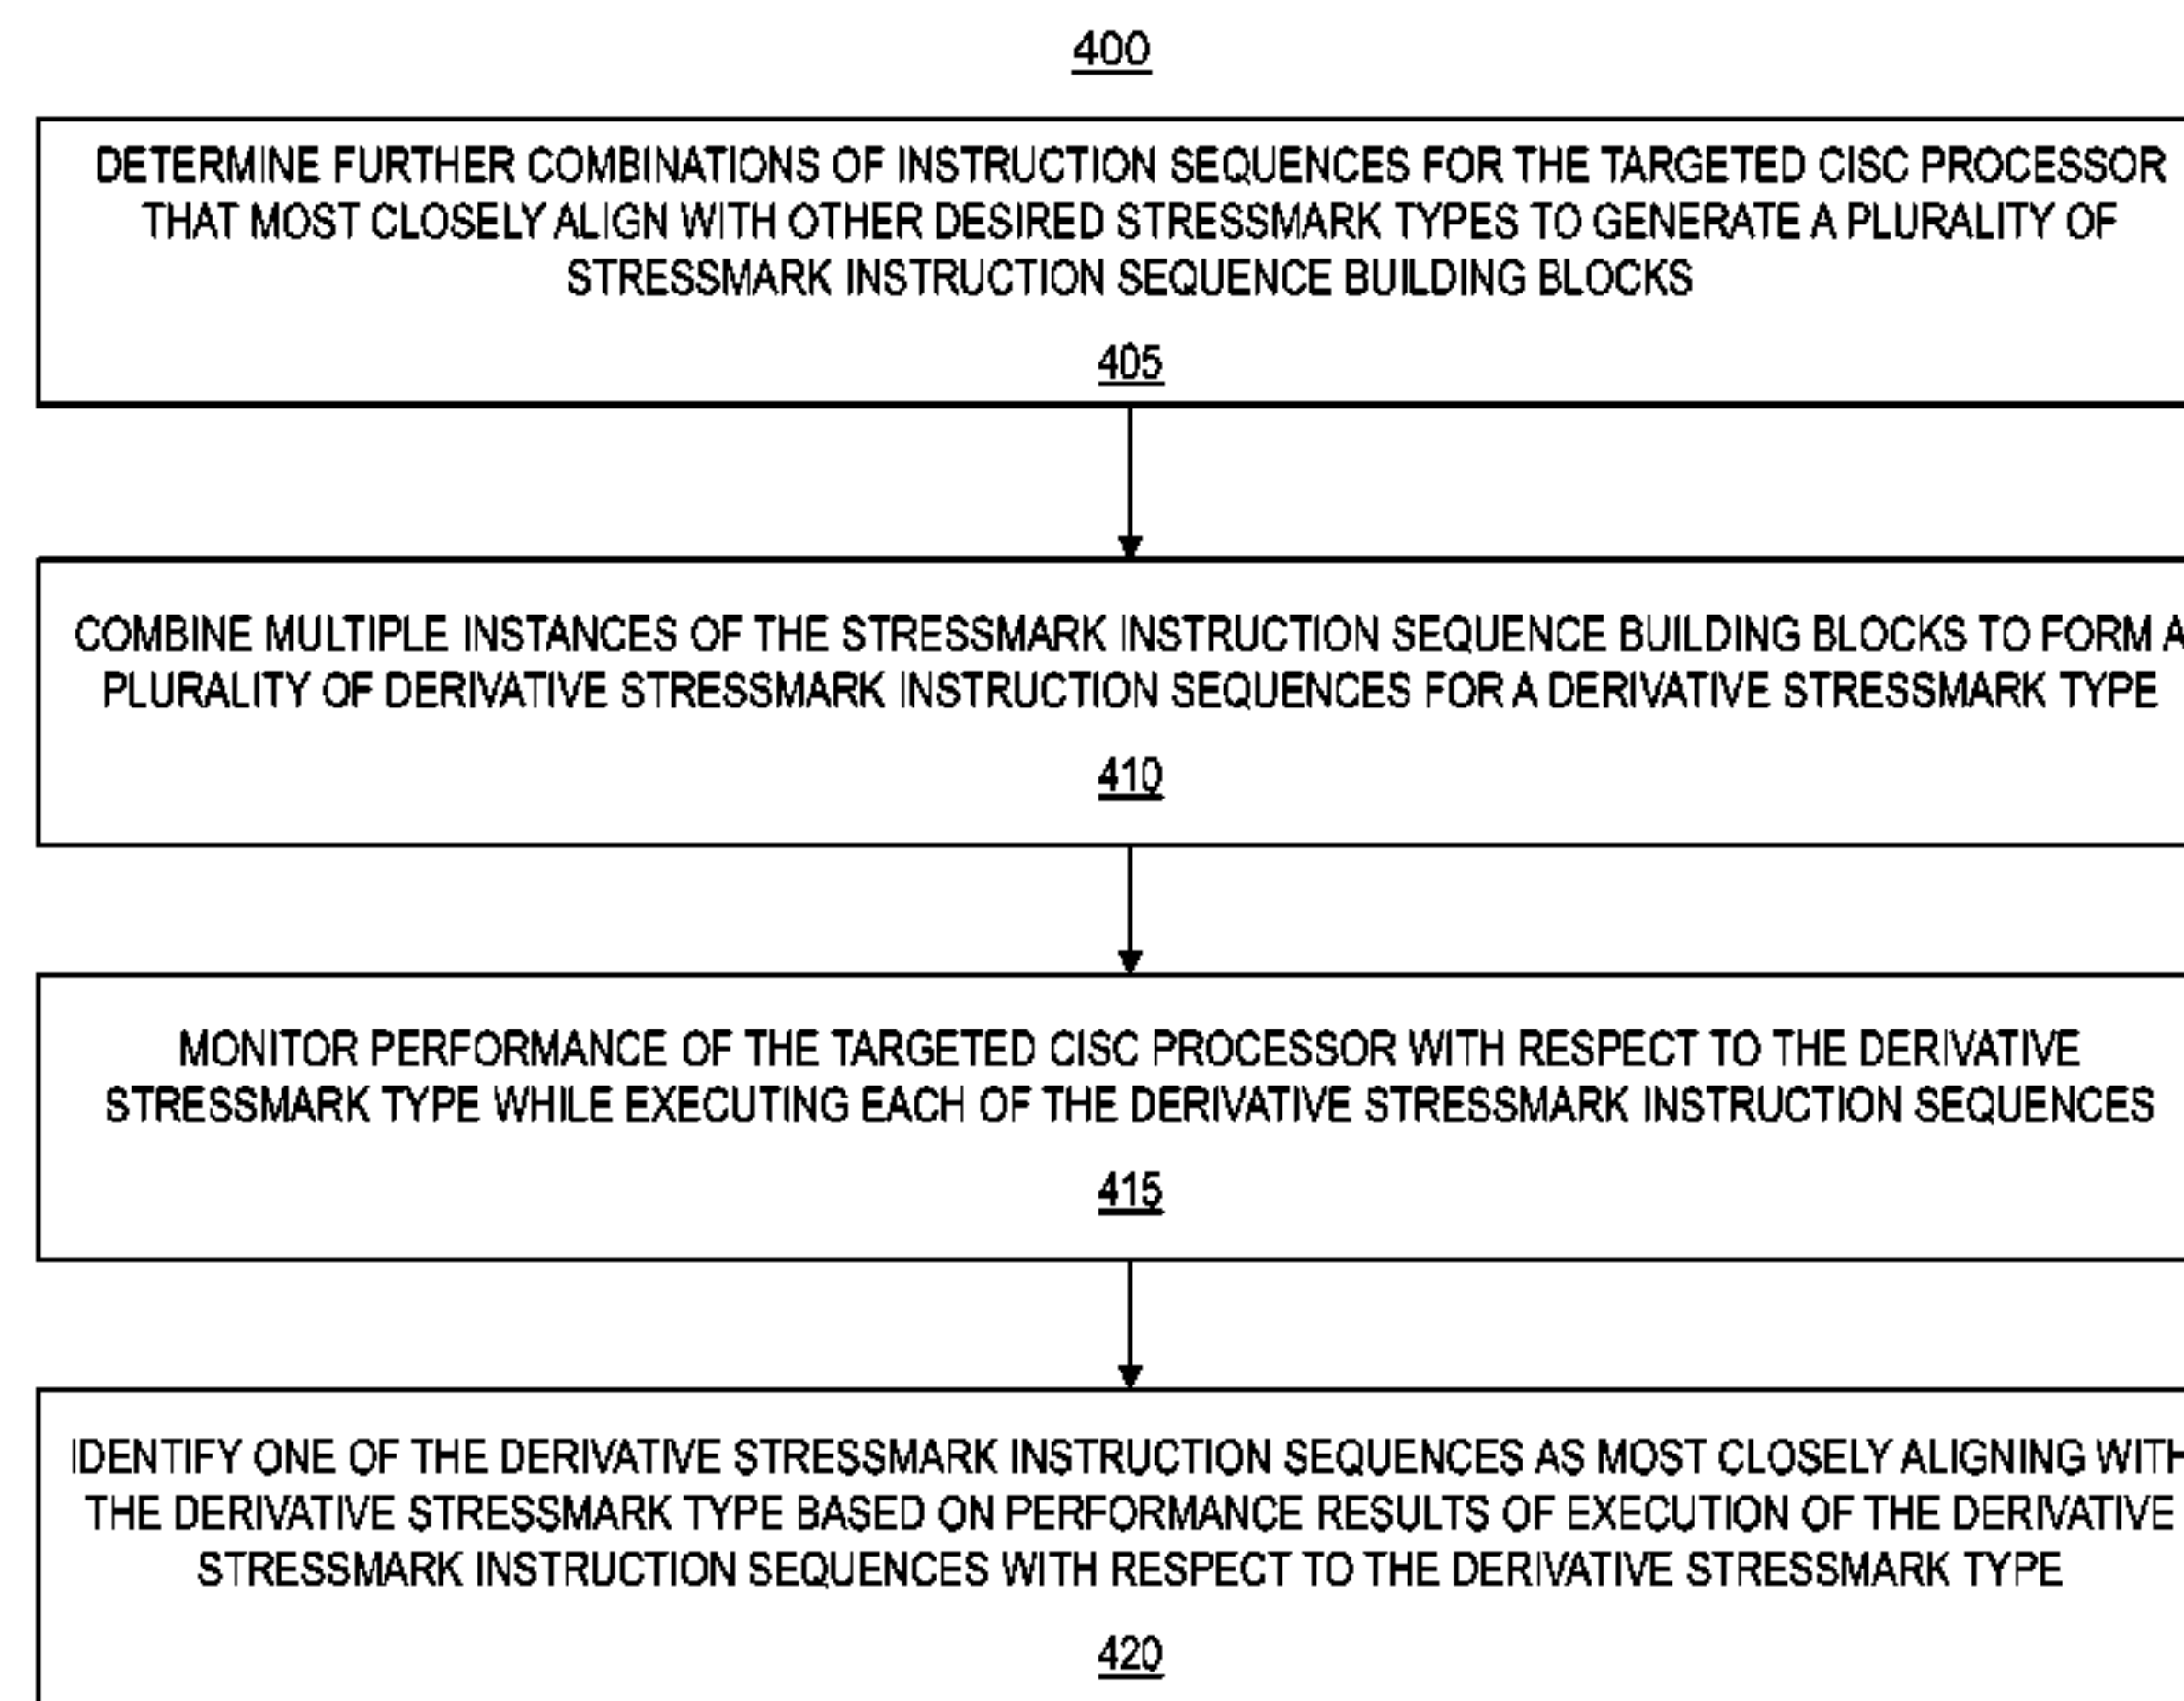 400
DETERMINE FURTHER COMBINATIONS OF INSTRUCTION SEQUENCES FOR THE TARGETED CISC PROCESSOR
THAT MOST CLOSELY ALIGN WITH OTHER DESIRED STRESSMARK TYPES TO GENERATE A PLURALITY OF
STRESSMARK INSTRUCTION SEQUENCE BUILDING BLOCKS
405
COMBINE MULTIPLE INSTANCES OF THE STRESSMARK INSTRUCTION SEQUENCE BUILDING BLOCKS TO FORM A
PLURALITY OF DERIVATIVE STRESSMARK INSTRUCTION SEQUENCES FOR A DERIVATIVE STRESSMARK TYPE
410
MONITOR PERFORMANCE OF THE TARGETED CISC PROCESSOR WITH RESPECT TO THE DERIVATIVE
STRESSMARK TYPE WHILE EXECUTING EACH OF THE DERIVATIVE STRESSMARK INSTRUCTION SEQUENCES
415
IDENTIFY ONE OF THE DERIVATIVE STRESSMARK INSTRUCTION SEQUENCES AS MOST CLOSELY ALIGNING WITH
THE DERIVATIVE STRESSMARK TYPE BASED ON PERFORMANCE RESULTS OF EXECUTION OF THE DERIVATIVE
STRESSMARK INSTRUCTION SEQUENCES WITH RESPECT TO THE DERIVATIVE STRESSMARK TYPE
420